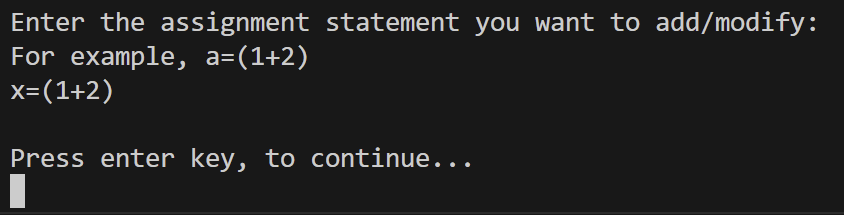 Enter the assignment statement you want to add/modify:
For example, a=(1+2)
x=(1+2)
Press enter key, to continue...